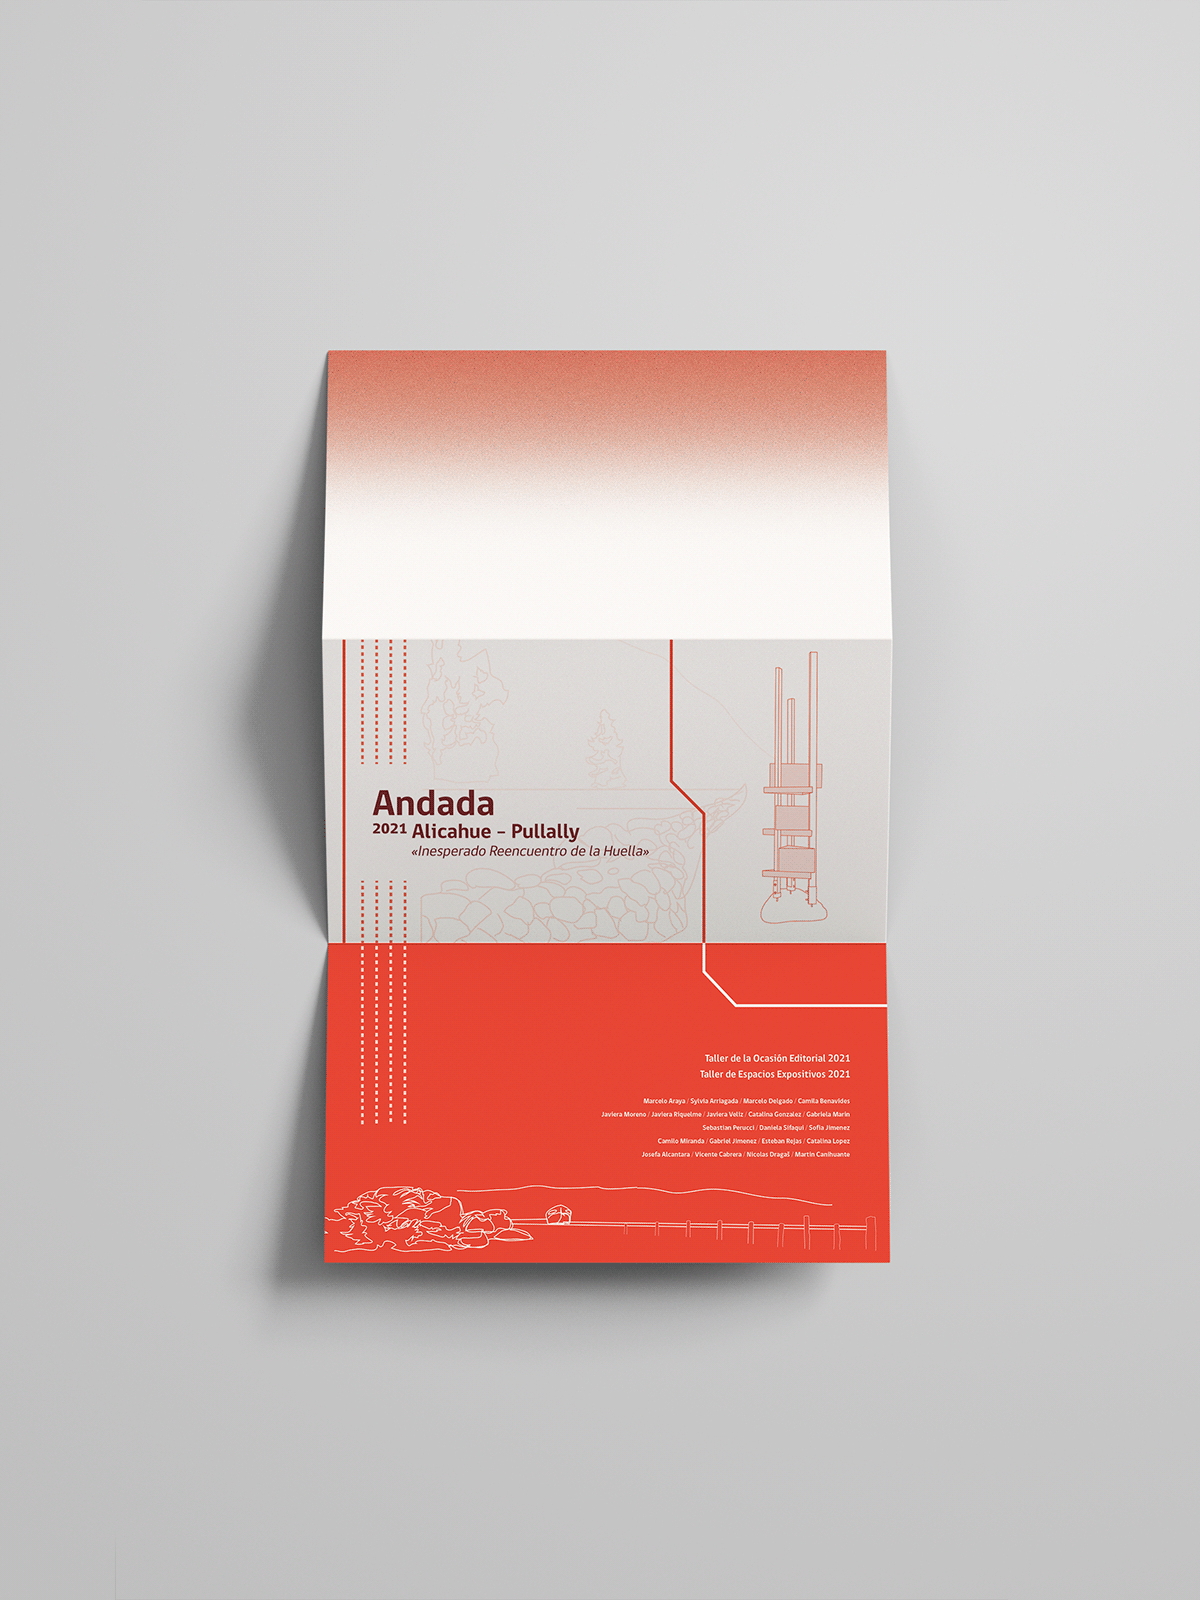 Andada
2021 Alicahue – Pullally
«Inesperado Reencuentro de la Huella»
Taller de la Ocasión Editorial 2021
Taller de Espacios Expositivos 2021
Marcelo Araya / Sylvia Arriagada / Marcelo Delgado / Camila Benavides
Javiera Moreno / Javiera Riquelme / Javiera Veliz / Catalina Gonzalez / Gabriela Marin
Sebastian Perucci / Daniela Sifaqui / Sofia Jimenez
Camilo Miranda / Gabriel Jimenez / Esteban Rejas / Catalina Lopez
Josefa Alcantara / Vicente Cabrera / Nicolas Dragaš / Martin Canihuante